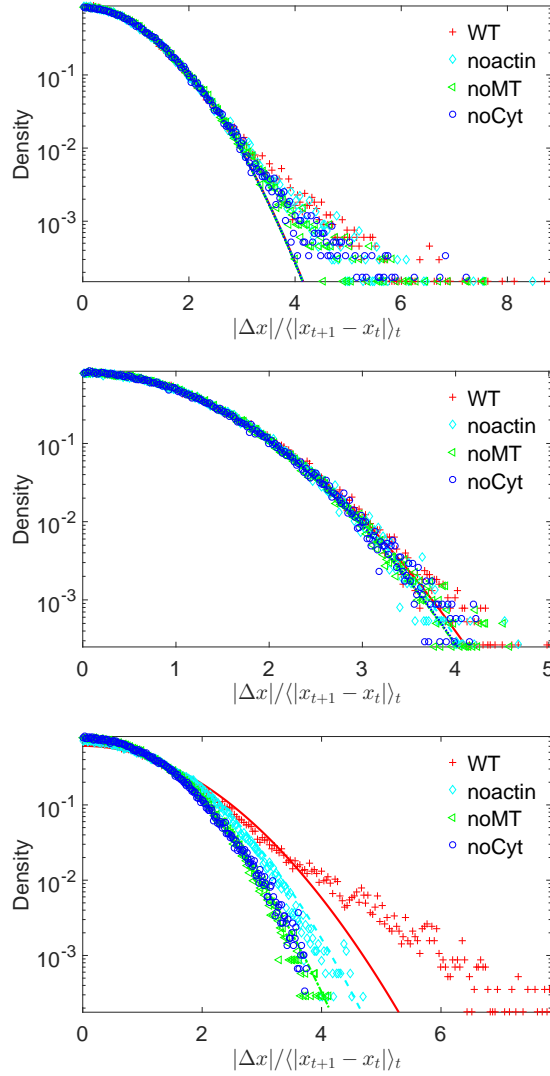 10^{-1}
10^{-2}
10^{-3}
Density
WT
noactin
noMT
noCyt
0 2 4 6 8
|Δx|/⟨|x_{t+1} − x_t|⟩_t
10^{-1}
10^{-2}
10^{-3}
Density
WT
noactin
noMT
noCyt
0 1 2 3 4 5
|Δx|/⟨|x_{t+1} − x_t|⟩_t
10^{-1}
10^{-2}
10^{-3}
Density
WT
noactin
noMT
noCyt
0 2 4 6
|Δx|/⟨|x_{t+1} − x_t|⟩_t